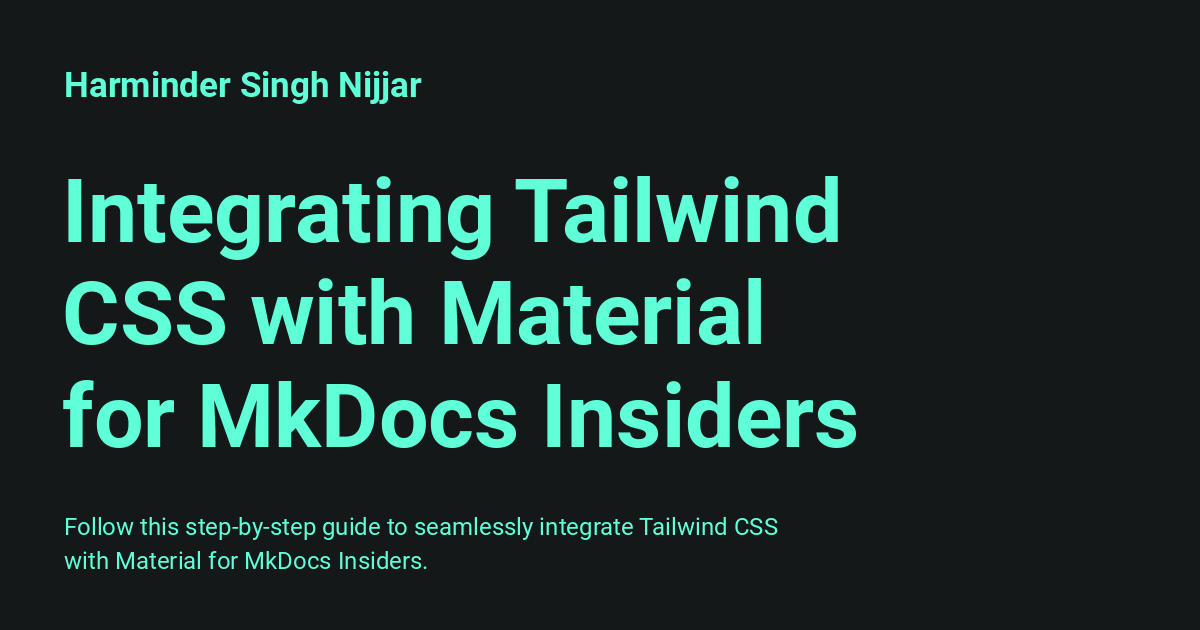 Harminder Singh Nijjar
Integrating Tailwind
CSS with Material
for MkDocs Insiders
Follow this step-by-step guide to seamlessly integrate Tailwind CSS
with Material for MkDocs Insiders.